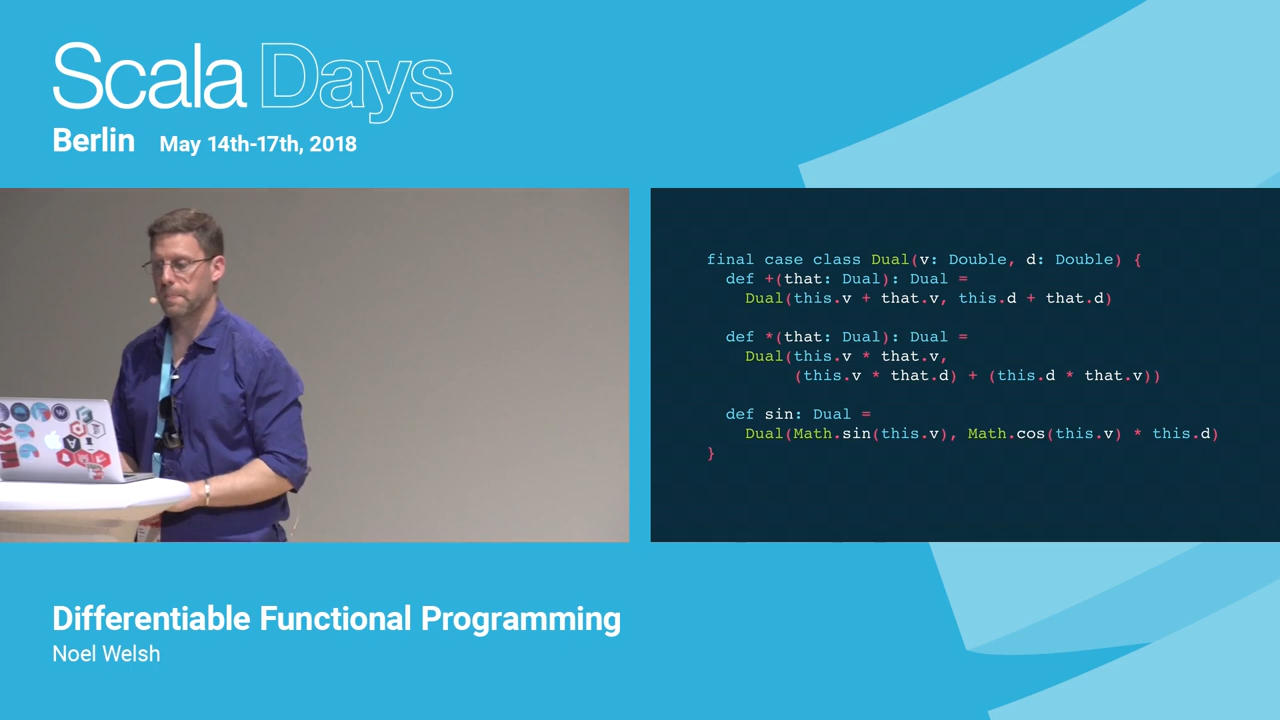 Scala Days
Berlin May 14th-17th, 2018
final case class Dual(v: Double, d: Double) {
def +(that: Dual): Dual =
Dual(this.v + that.v, this.d + that.d)
def *(that: Dual): Dual =
Dual(this.v * that.v,
(this.v * that.d) + (this.d * that.v))
def sin: Dual =
Dual(Math.sin(this.v), Math.cos(this.v) * this.d)
}
Differentiable Functional Programming
Noel Welsh